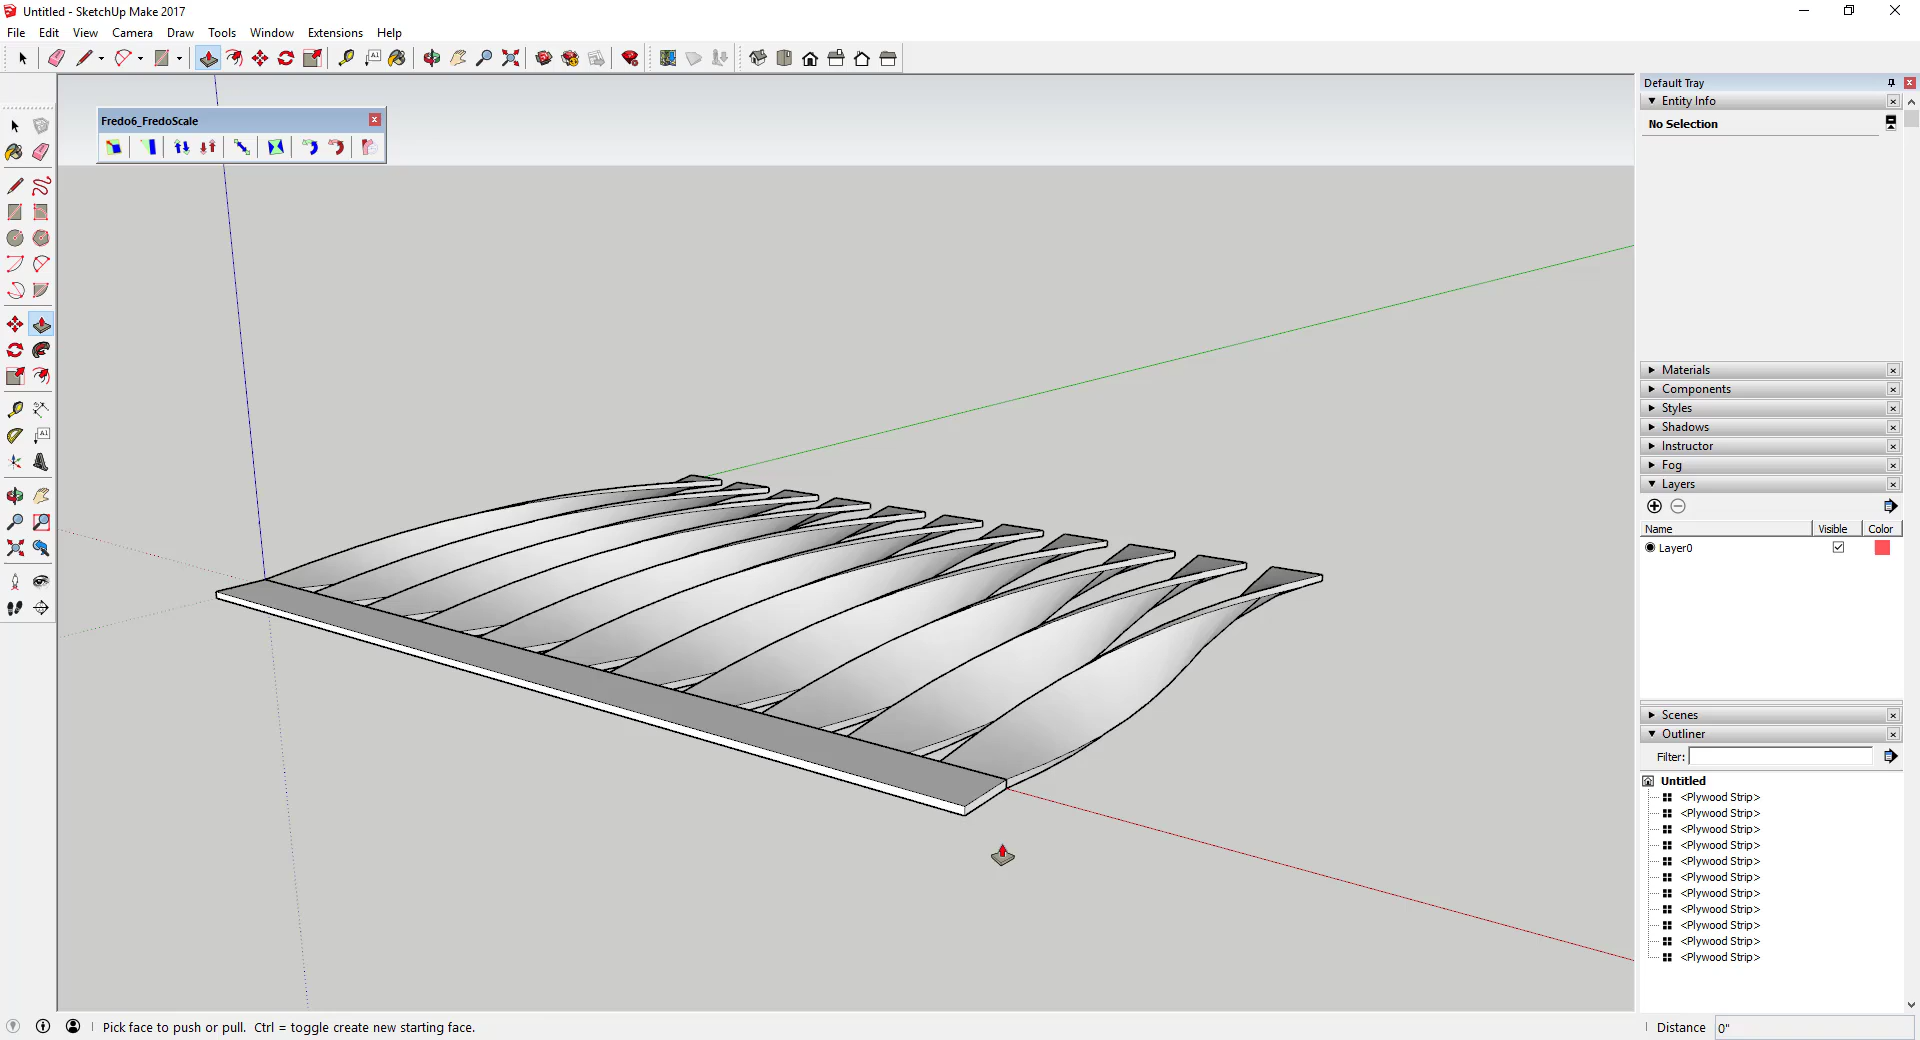 Untitled - SketchUp Make 2017
File Edit View Camera Draw Tools Window Extensions Help
A1
Default Tray
Entity Info
No Selection
Fredo6_FredoScale
Materials
Components
Styles
A1
Shadows
Instructor
Fog
Layers
Name Visible Color
Layer0
Scenes
Outliner
Filter:
Untitled
<Plywood Strip>
<Plywood Strip>
<Plywood Strip>
<Plywood Strip>
<Plywood Strip>
<Plywood Strip>
<Plywood Strip>
<Plywood Strip>
<Plywood Strip>
<Plywood Strip>
<Plywood Strip>
Pick face to push or pull. Ctrl = toggle create new starting face.
Distance 0"